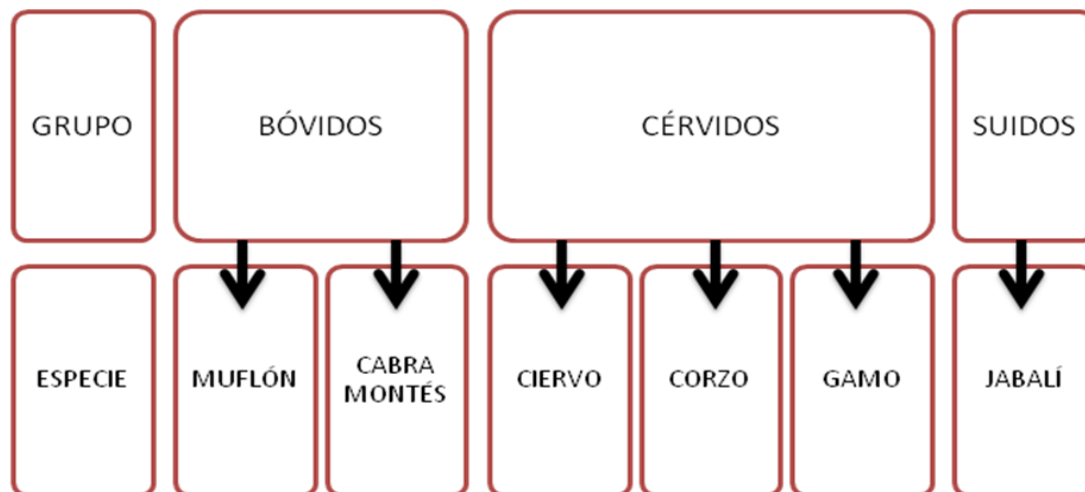 GRUPO
BÓVIDOS
CÉRVIDOS
SUIDOS
ESPECIE
MUFLÓN
CABRA
MONTÉS
CIERVO
CORZO
GAMO
JABALÍ